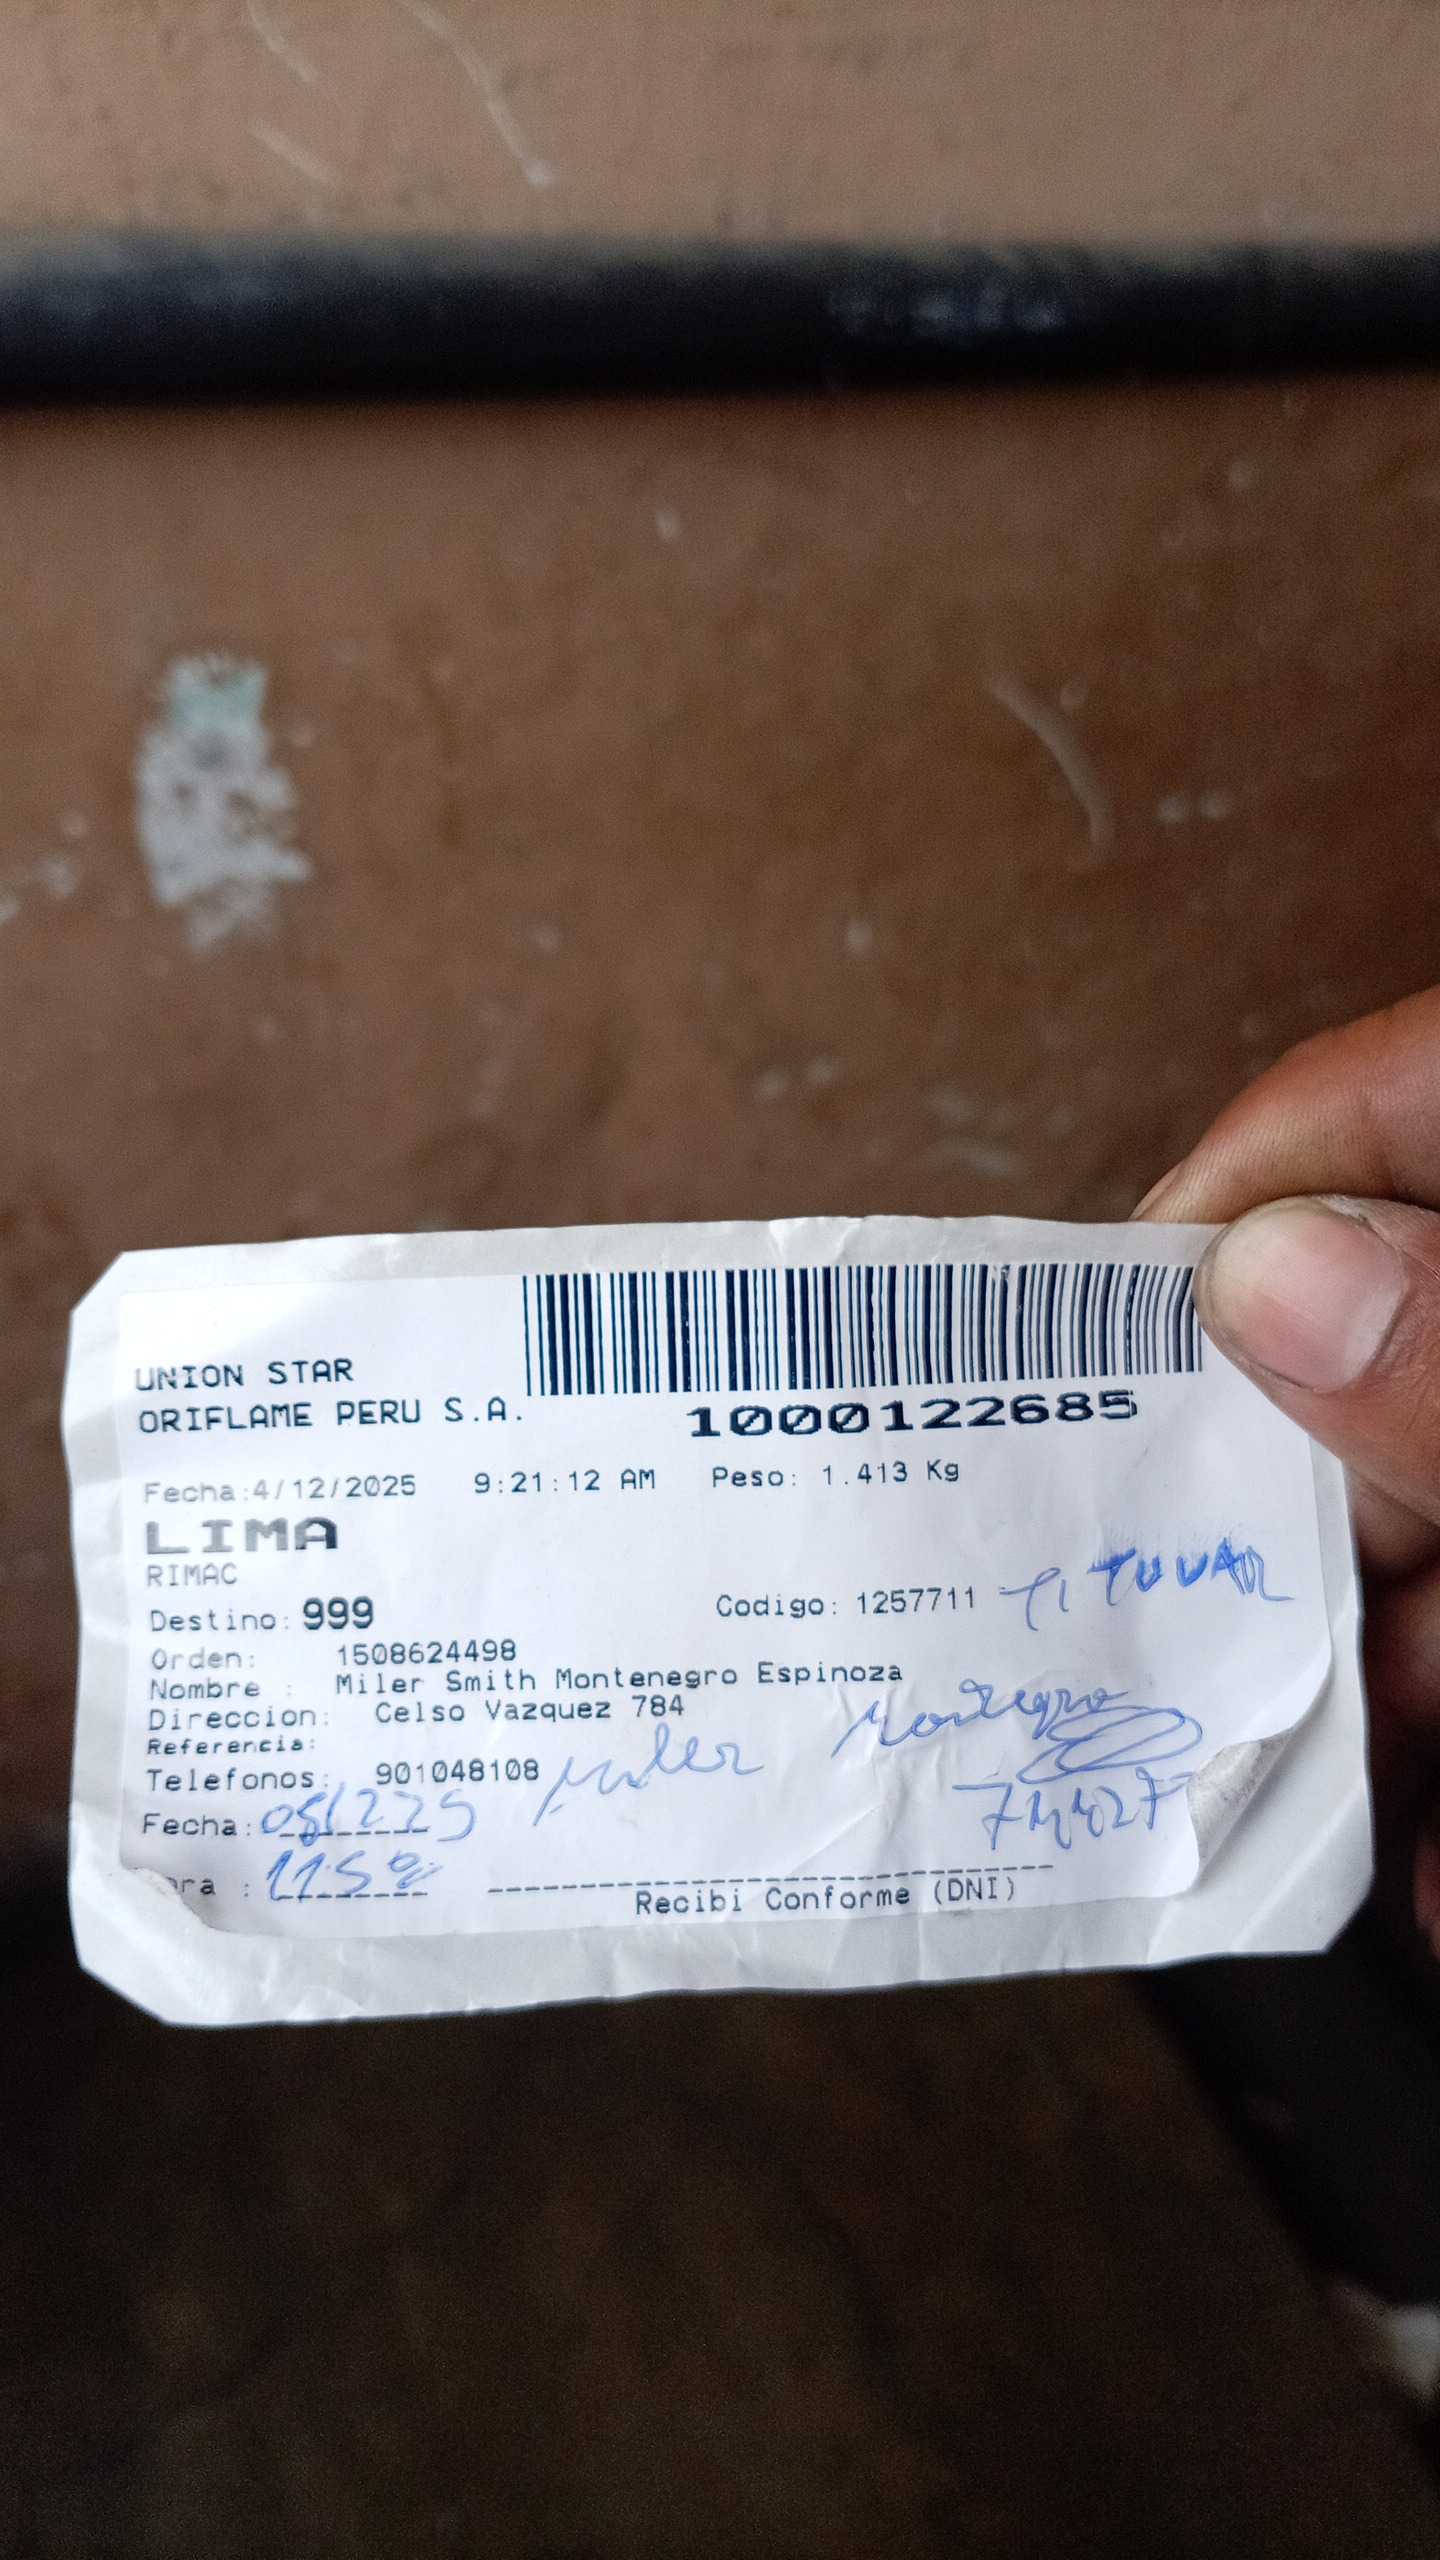 UNION STAR
ORIFLAME PERU S.A.
1000122685
Fecha:4/12/2025 9:21:12 AM Peso: 1.413 Kg
LIMA
RIMAC
Destino: 999 Codigo: 1257711
Orden: 1508624498
Nombre : Miler Smith Montenegro Espinoza
Direccion: Celso Vazquez 784
Referencia:
Telefonos: 901048108 Miler
Fecha:
ra :
Recibi Conforme (DNI)